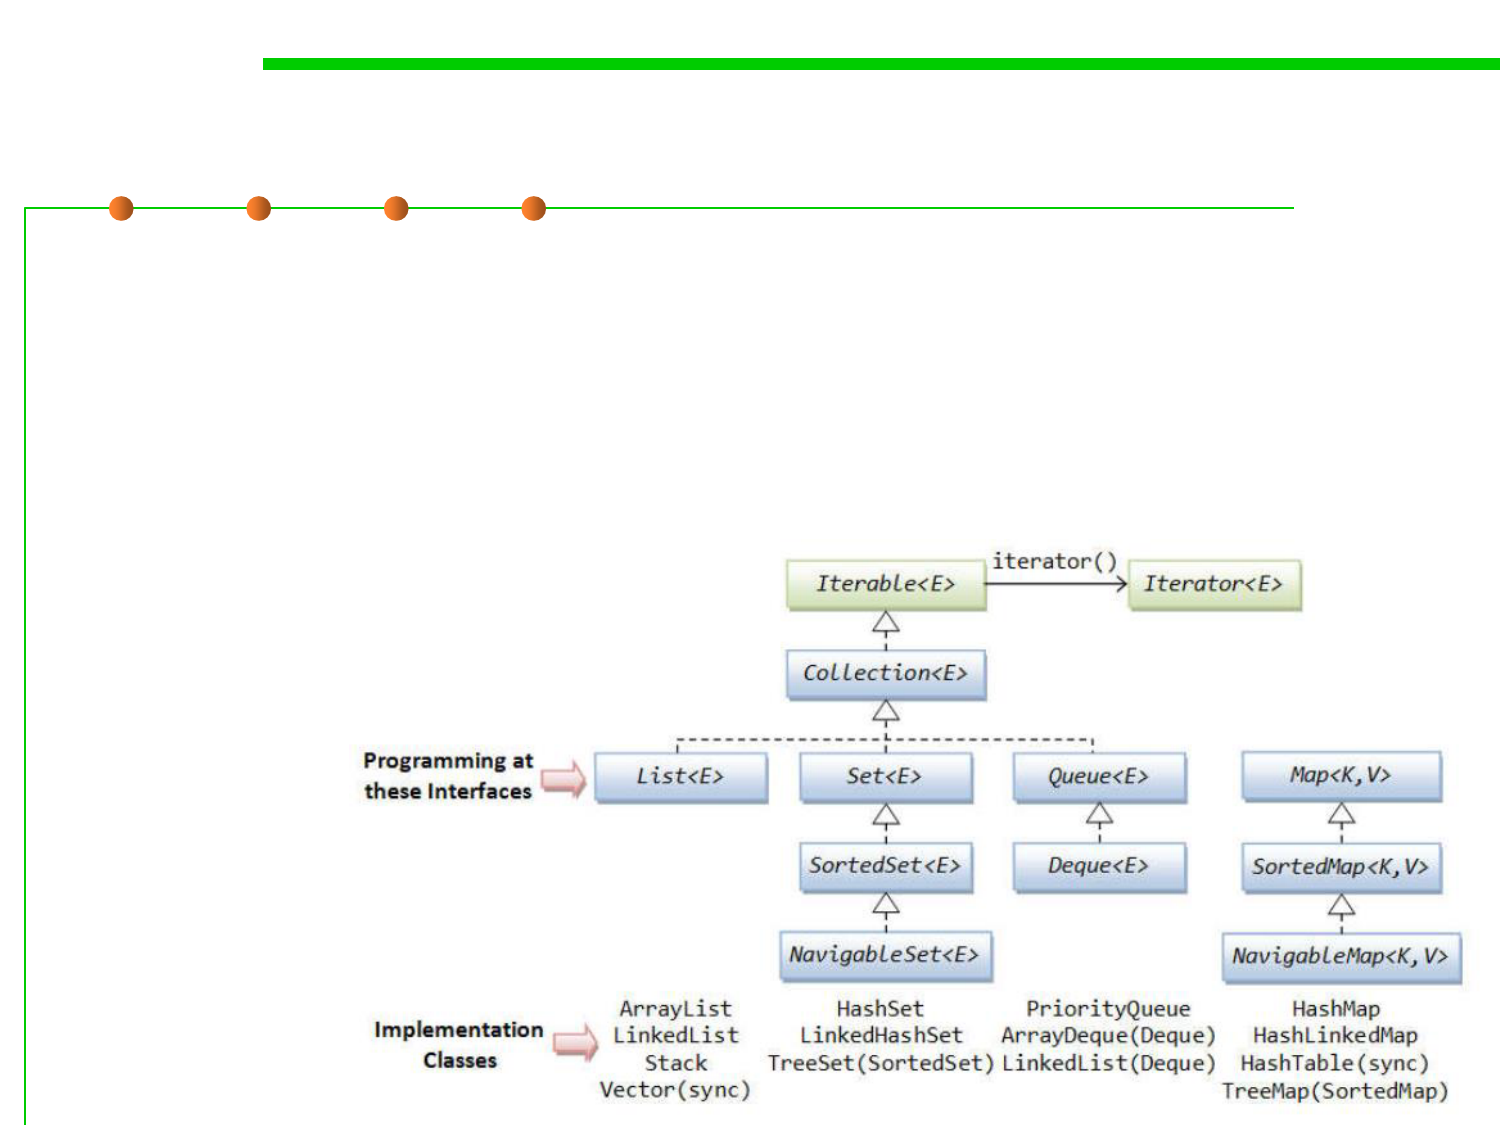 iterator()
Iterable<E>
Iterator<E>
Collection<E>
Programming at
these Interfaces
List<E>
Set<E>
Queue<E>
Map<K,V>
SortedSet<E>
Deque<E>
SortedMap<K,V>
NavigableSet<E>
NavigableMap<K,V>
Implementation
Classes
ArrayList
LinkedList
Stack
Vector(sync)
HashSet
LinkedHashSet
TreeSet(SortedSet)
PriorityQueue
ArrayDeque(Deque)
LinkedList(Deque)
HashMap
HashLinkedMap
HashTable(sync)
TreeMap(SortedMap)